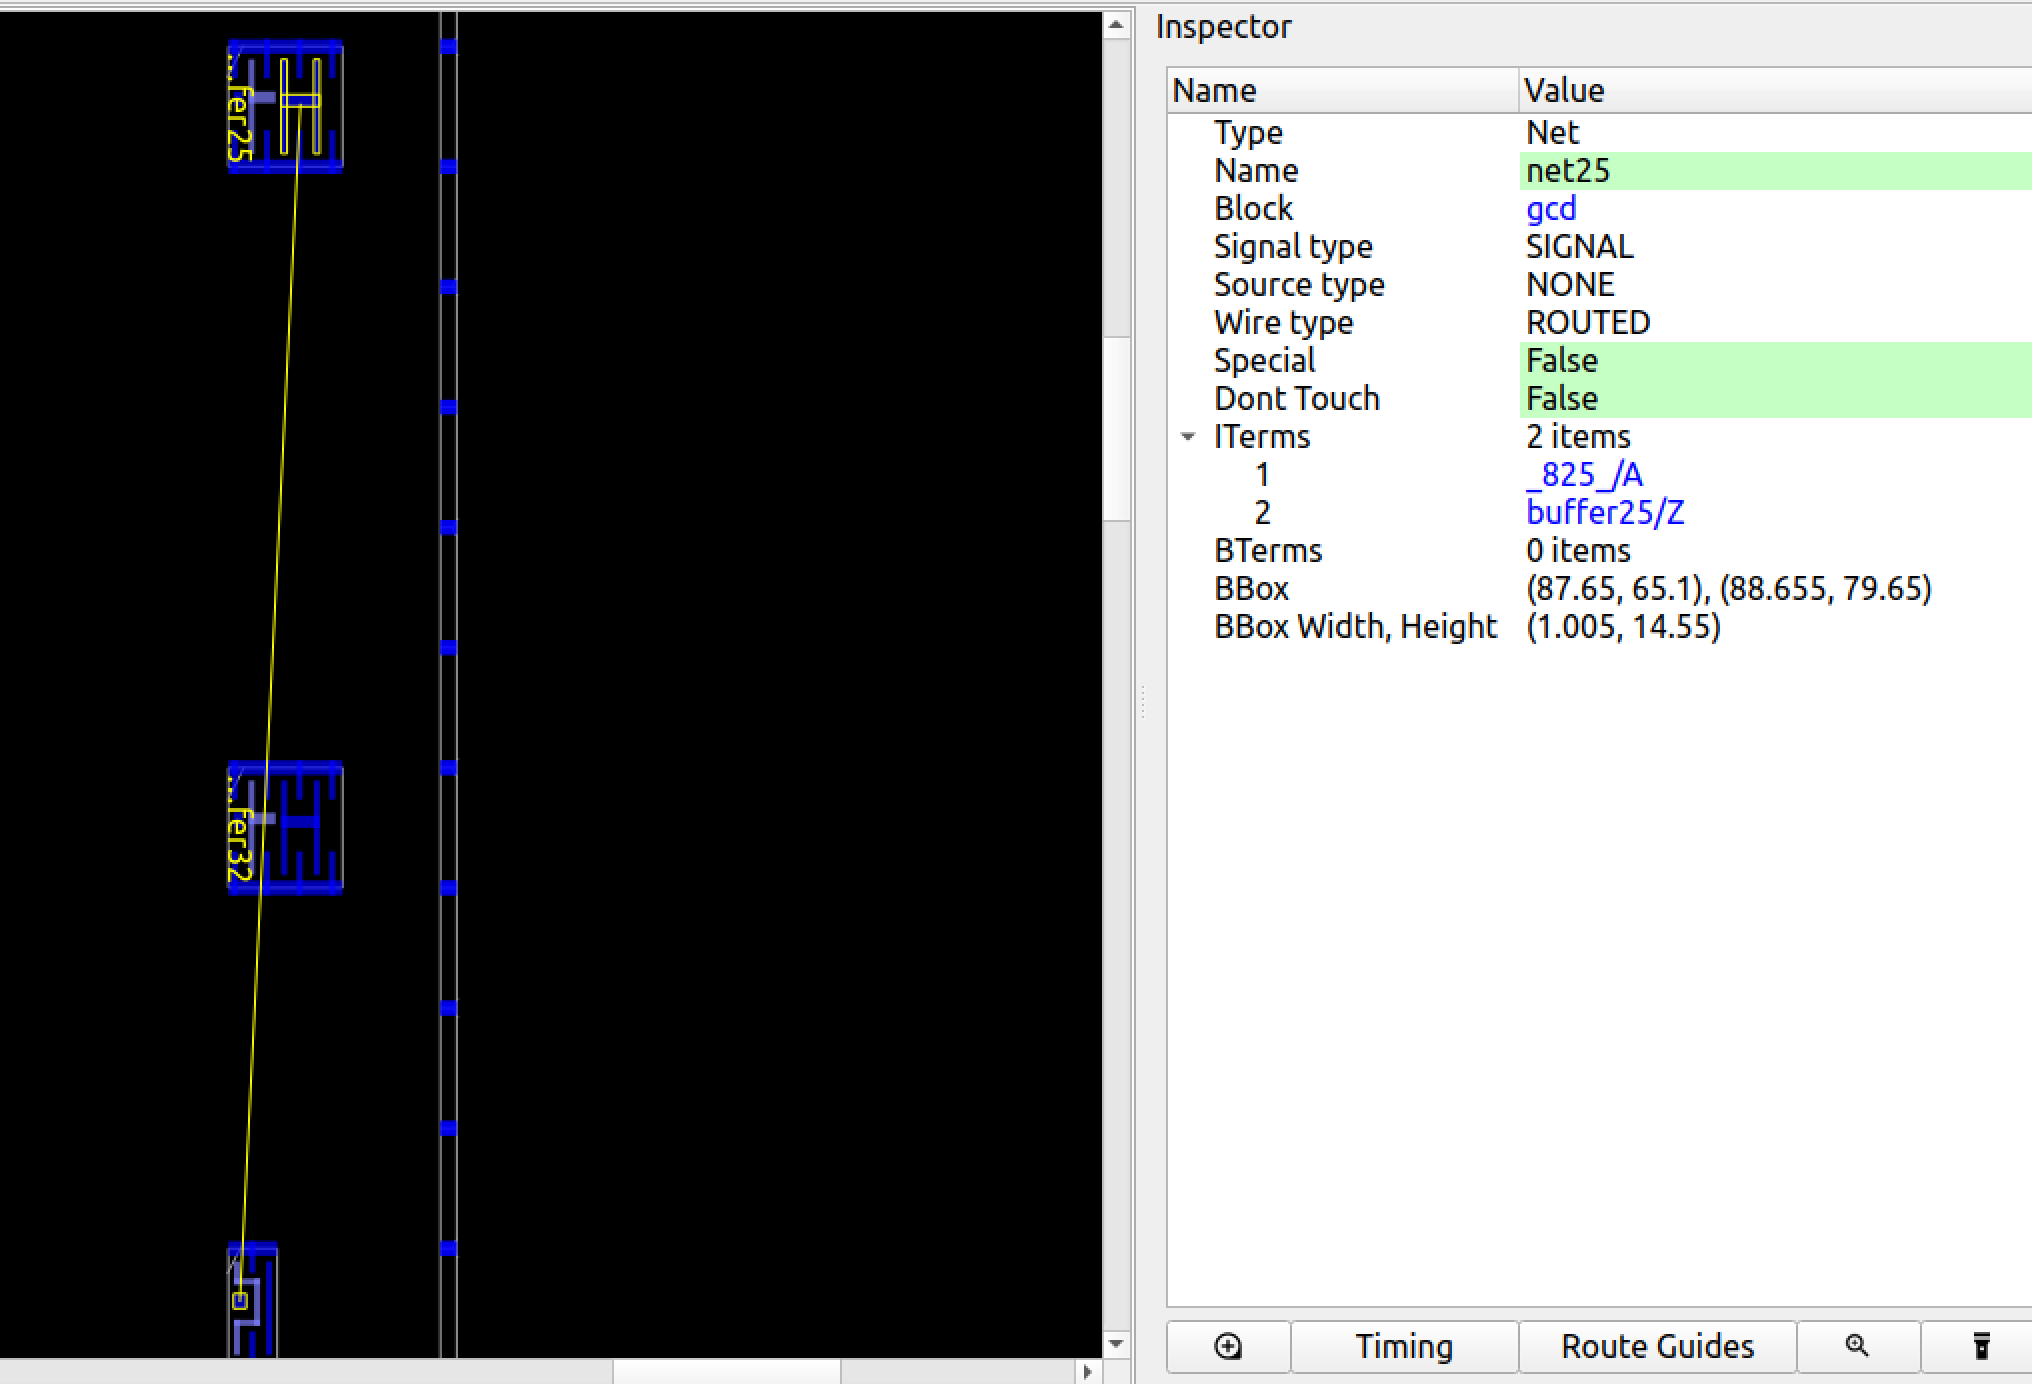 Inspector
Name Value
Type Net
Name net25
Block gcd
Signal type SIGNAL
Source type NONE
Wire type ROUTED
Special False
Dont Touch False
ITerms 2 items
1 _825_/A
2 buffer25/Z
BTerms 0 items
BBox (87.65, 65.1), (88.655, 79.65)
BBox Width, Height (1.005, 14.55)
Timing Route Guides
...fer25
...fer32